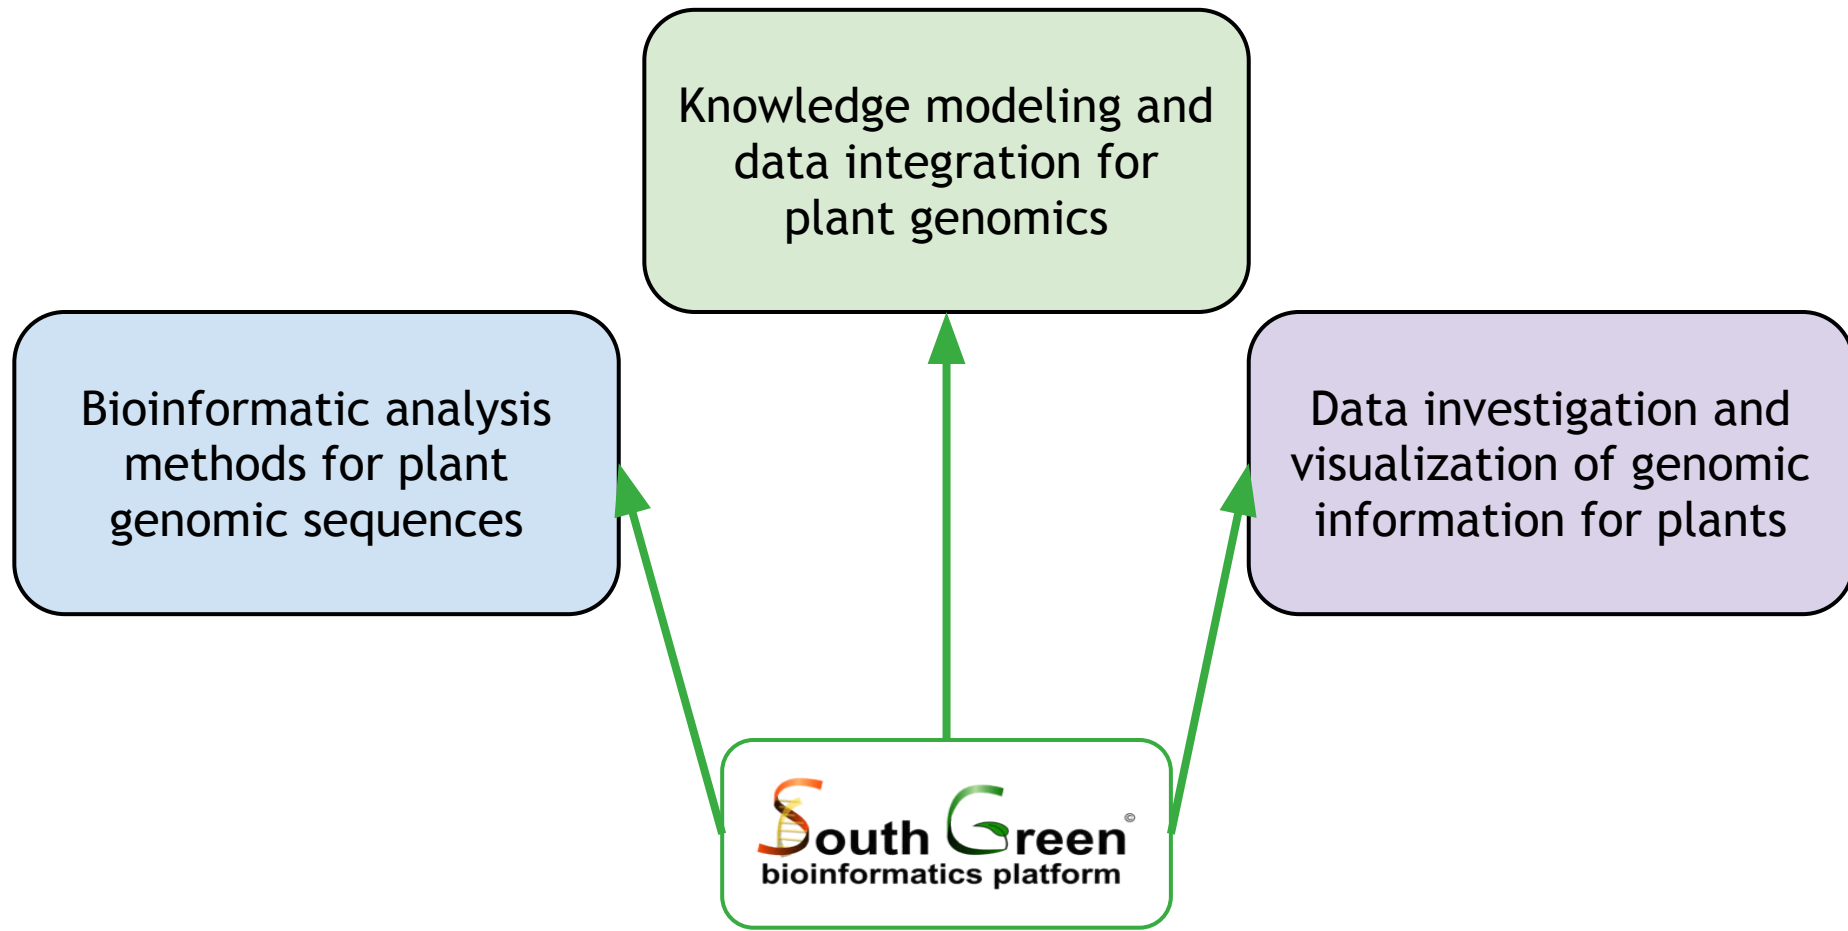 Knowledge modeling and
data integration for
plant genomics
Bioinformatic analysis
methods for plant
genomic sequences
Data investigation and
visualization of genomic
information for plants
South Green©
bioinformatics platform